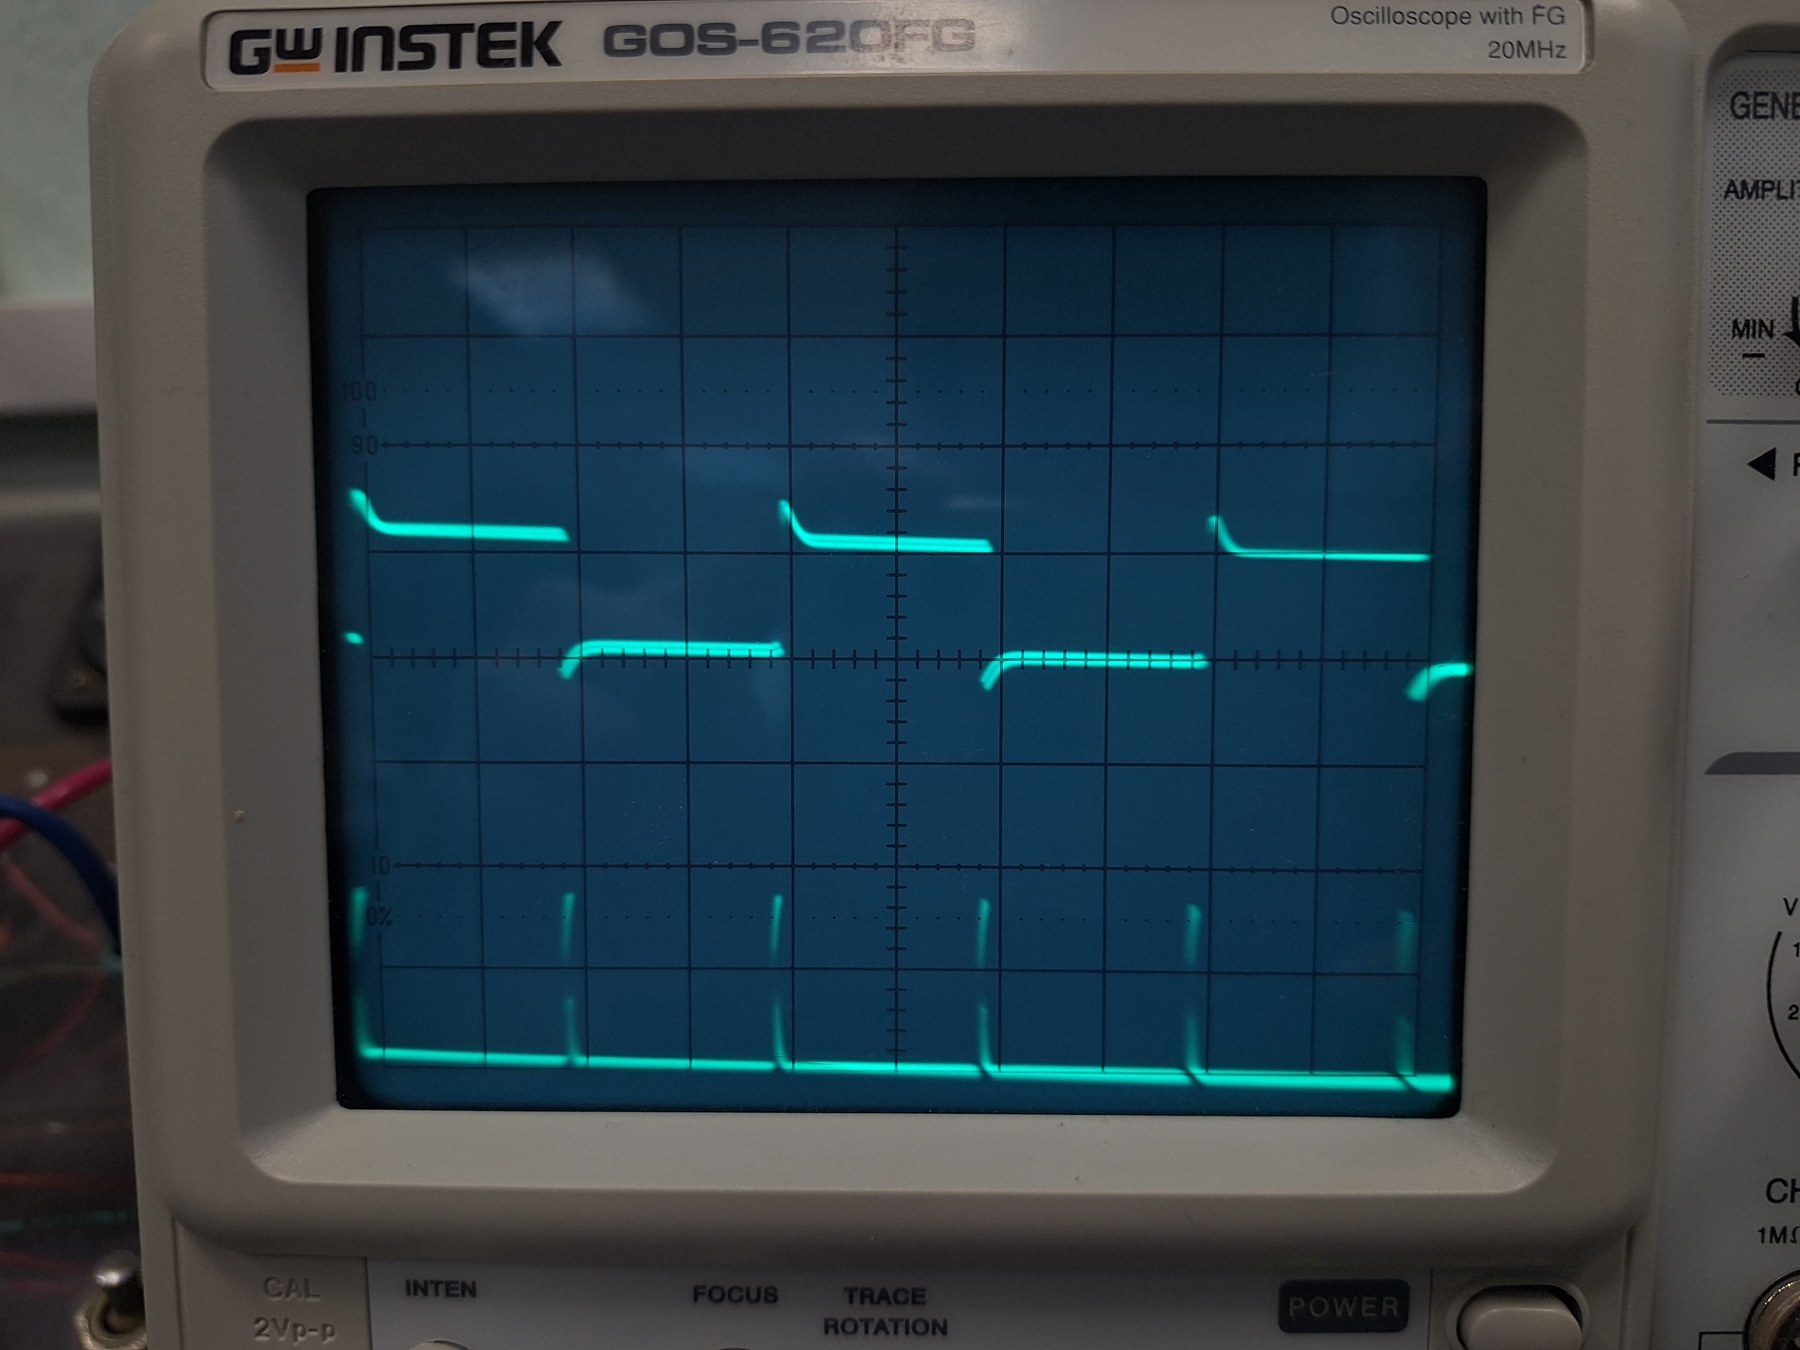 GW INSTEK GOS-620FG
Oscilloscope with FG
20MHz
AMPLI
MIN
100
90
10
0%
CAL
2Vp-p
INTEN
FOCUS
TRACE
ROTATION
POWER
V
CH
1MΩ